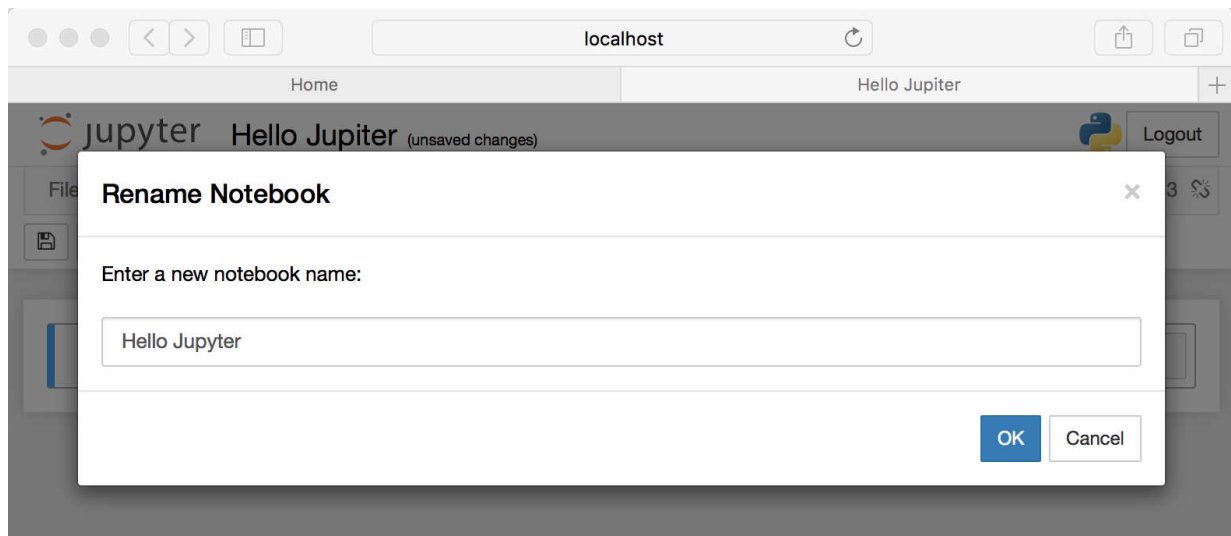 localhost
Home Hello Jupiter
jupyter Hello Jupiter (unsaved changes) Logout
File 3
Rename Notebook ×
Enter a new notebook name:
Hello Jupyter
OK Cancel